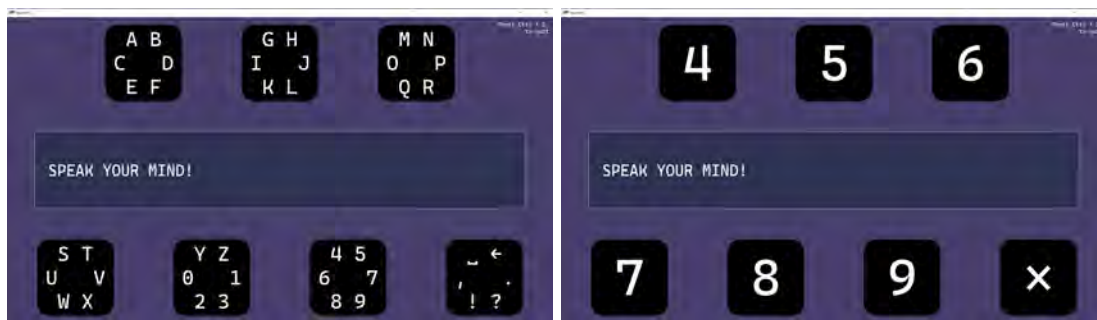 A B G H M N
C D I J O P
E F K L Q R
SPEAK YOUR MIND!
S T Y Z 4 5 ␣ ←
U V 0 1 6 7 , .
W X 2 3 8 9 ! ?
4 5 6
SPEAK YOUR MIND!
7 8 9 ×